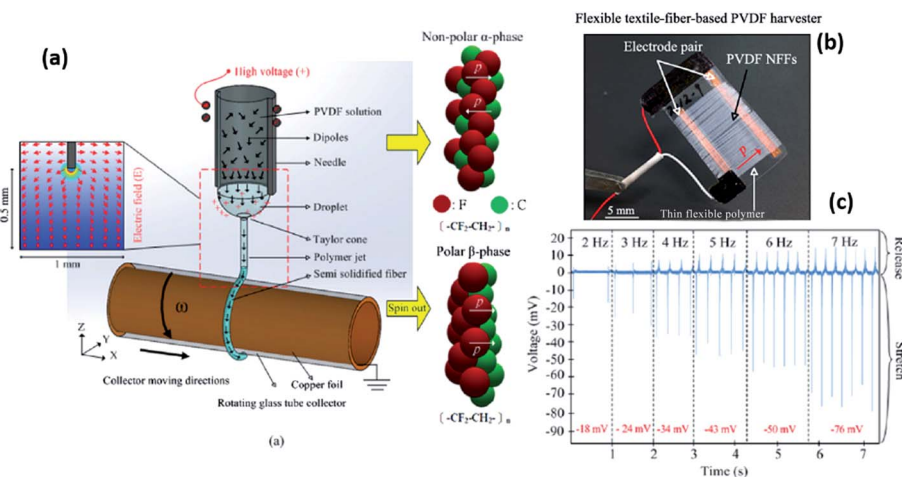 (a)
High voltage (+)
PVDF solution
Dipoles
Needle
Droplet
Taylor cone
Polymer jet
Semi solidified fiber
Electric field (E)
0.5 mm
1 mm
ω
Z
Y
X
Collector moving directions
Copper foil
Rotating glass tube collector
(a)
Spin out
Non-polar α-phase
p
p
: F
: C
[-CF₂-CH₂-]n
Polar β-phase
p
p
[-CF₂-CH₂-]n
Flexible textile-fiber-based PVDF harvester
(b)
Electrode pair
PVDF NFFs
P
5 mm
Thin flexible polymer
(c)
2 Hz 3 Hz 4 Hz 5 Hz 6 Hz 7 Hz
20
10
0
-10
-20
-30
-40
-50
-60
-70
-80
-90
Voltage (mV)
-18 mV - 24 mV -34 mV -43 mV -50 mV -76 mV
1 2 3 4 5 6 7
Time (s)
Release
Stretch